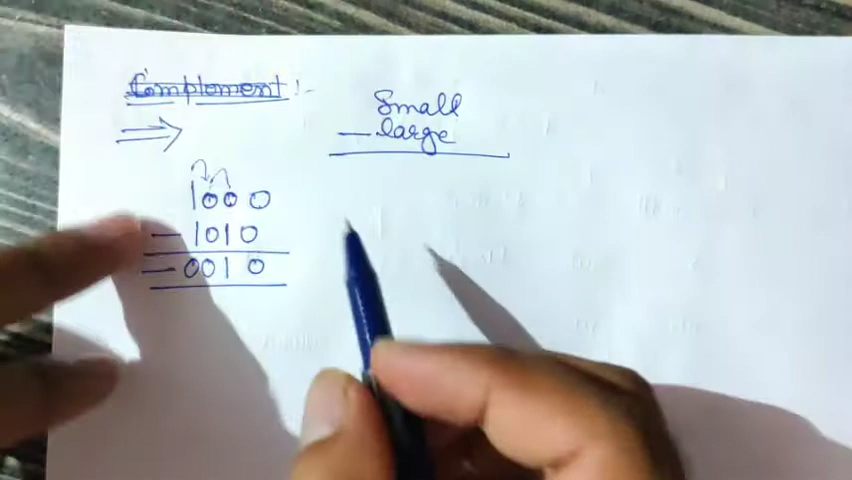 Complement :-
⇒
Small
— large
1000
— 1010
— 0010